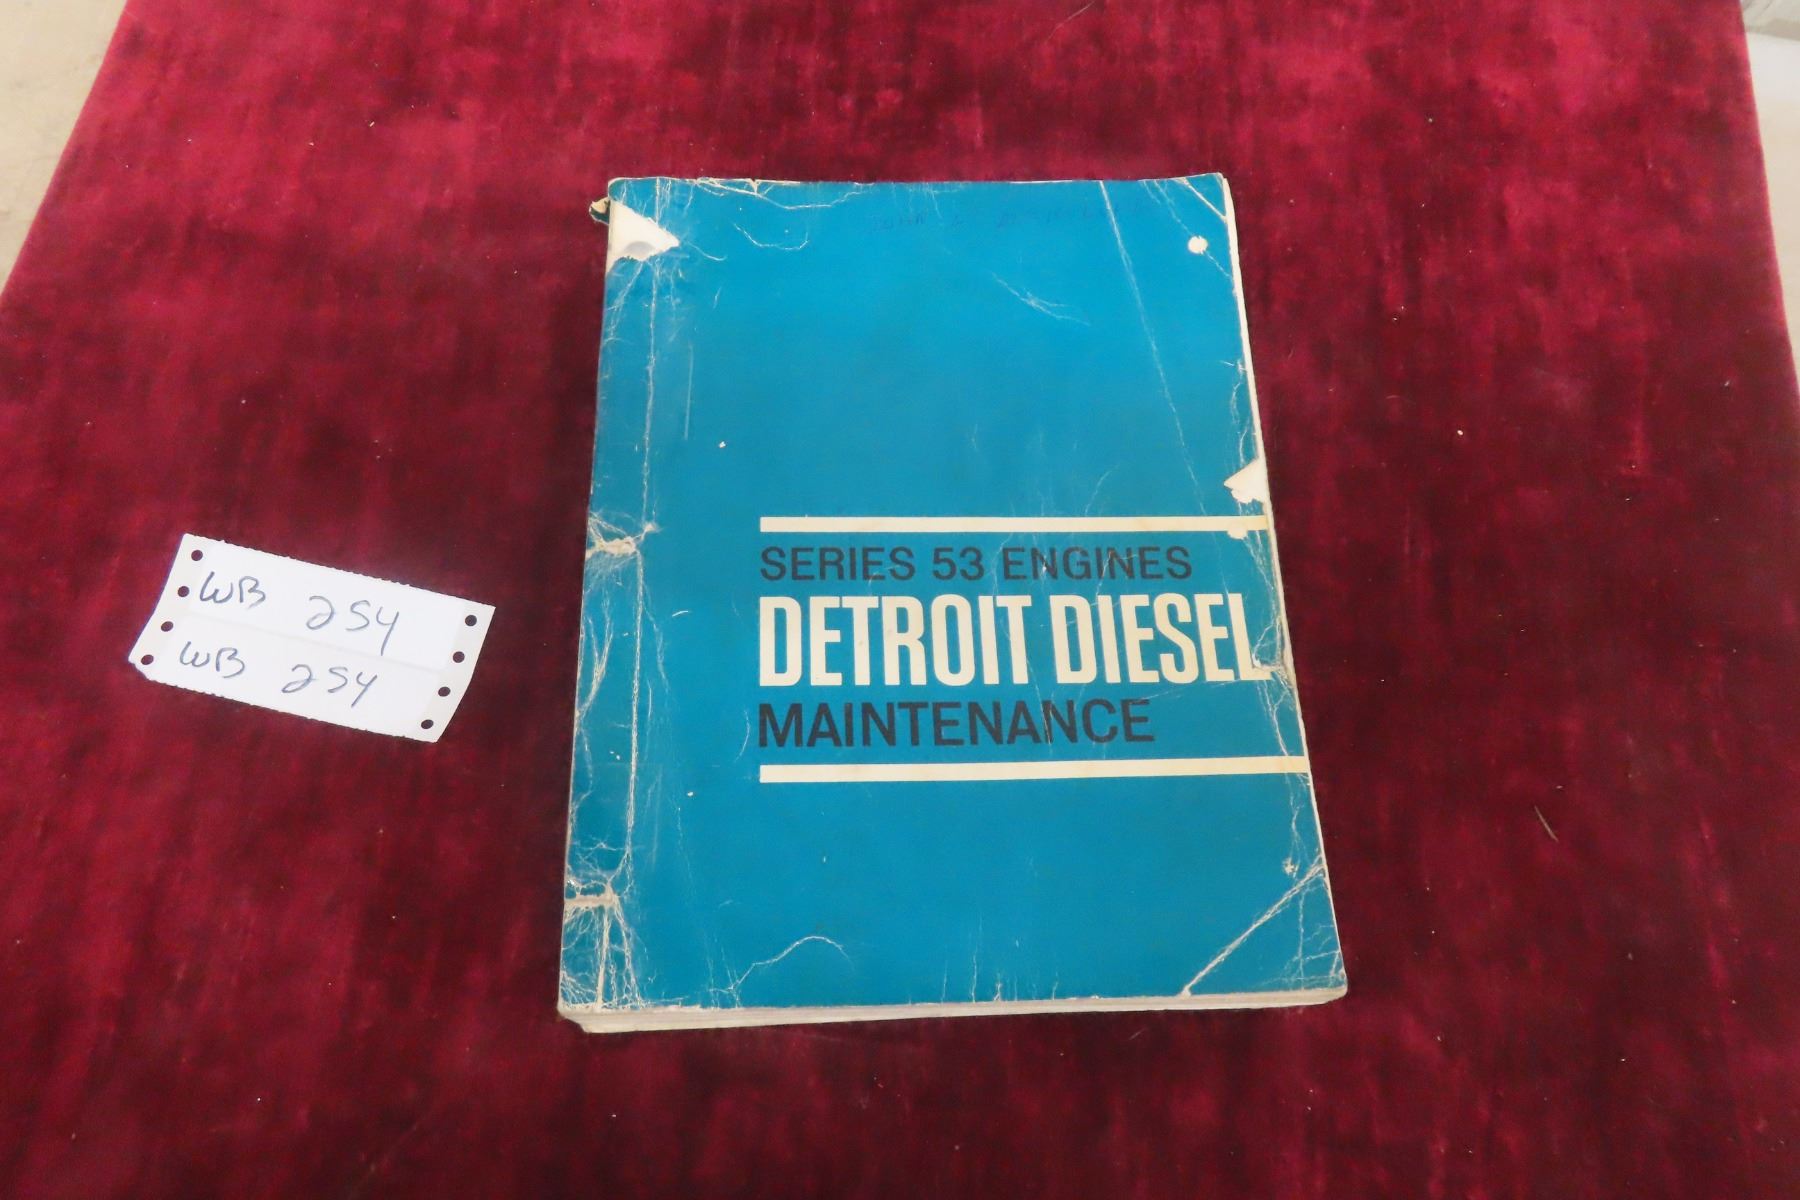 WB 254
WB 254
SERIES 53 ENGINES
DETROIT DIESEL
MAINTENANCE